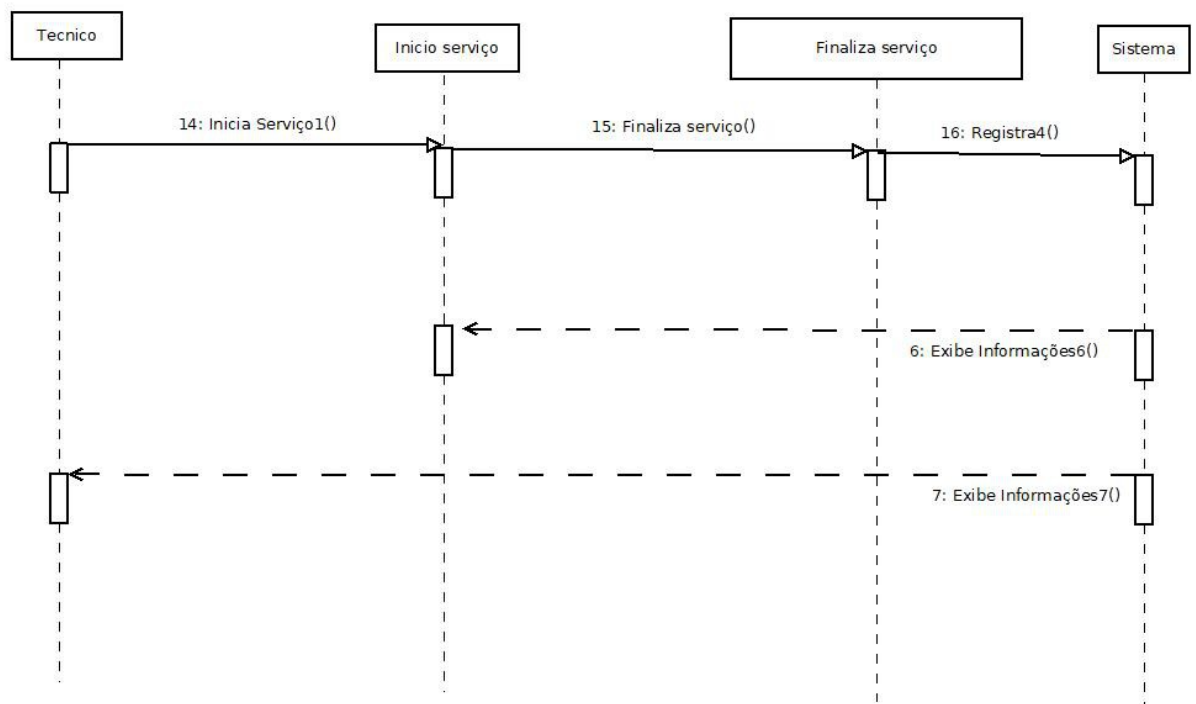 Tecnico
Inicio serviço
Finaliza serviço
Sistema
14: Inicia Serviço1()
15: Finaliza serviço()
16: Registra4()
6: Exibe Informações6()
7: Exibe Informações7()